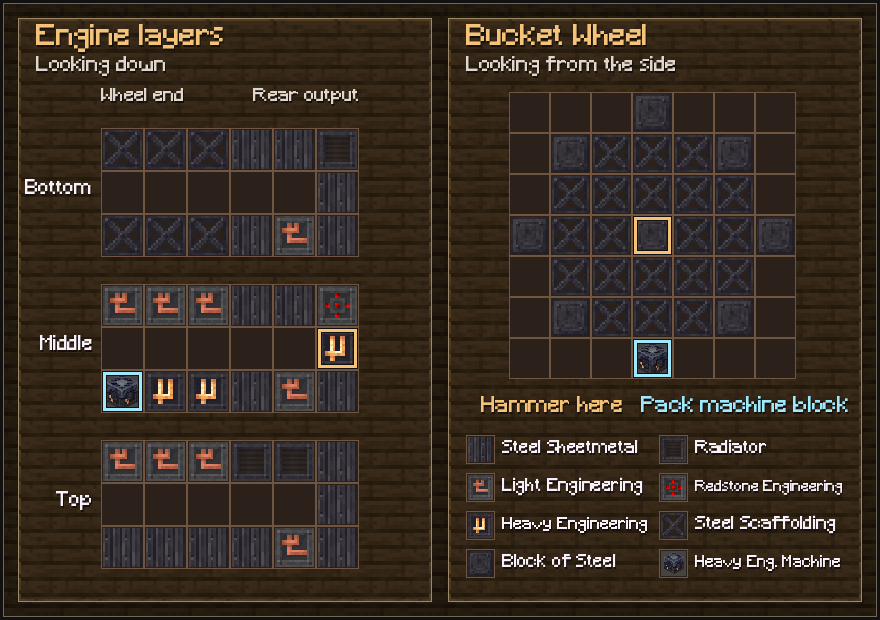 Engine layers
Looking down
Wheel end Rear output
Bottom
Middle
Top
Bucket Wheel
Looking from the side
Hammer here Pack machine block
Steel Sheetmetal Radiator
Light Engineering Redstone Engineering
Heavy Engineering Steel Scaffolding
Block of Steel Heavy Eng. Machine